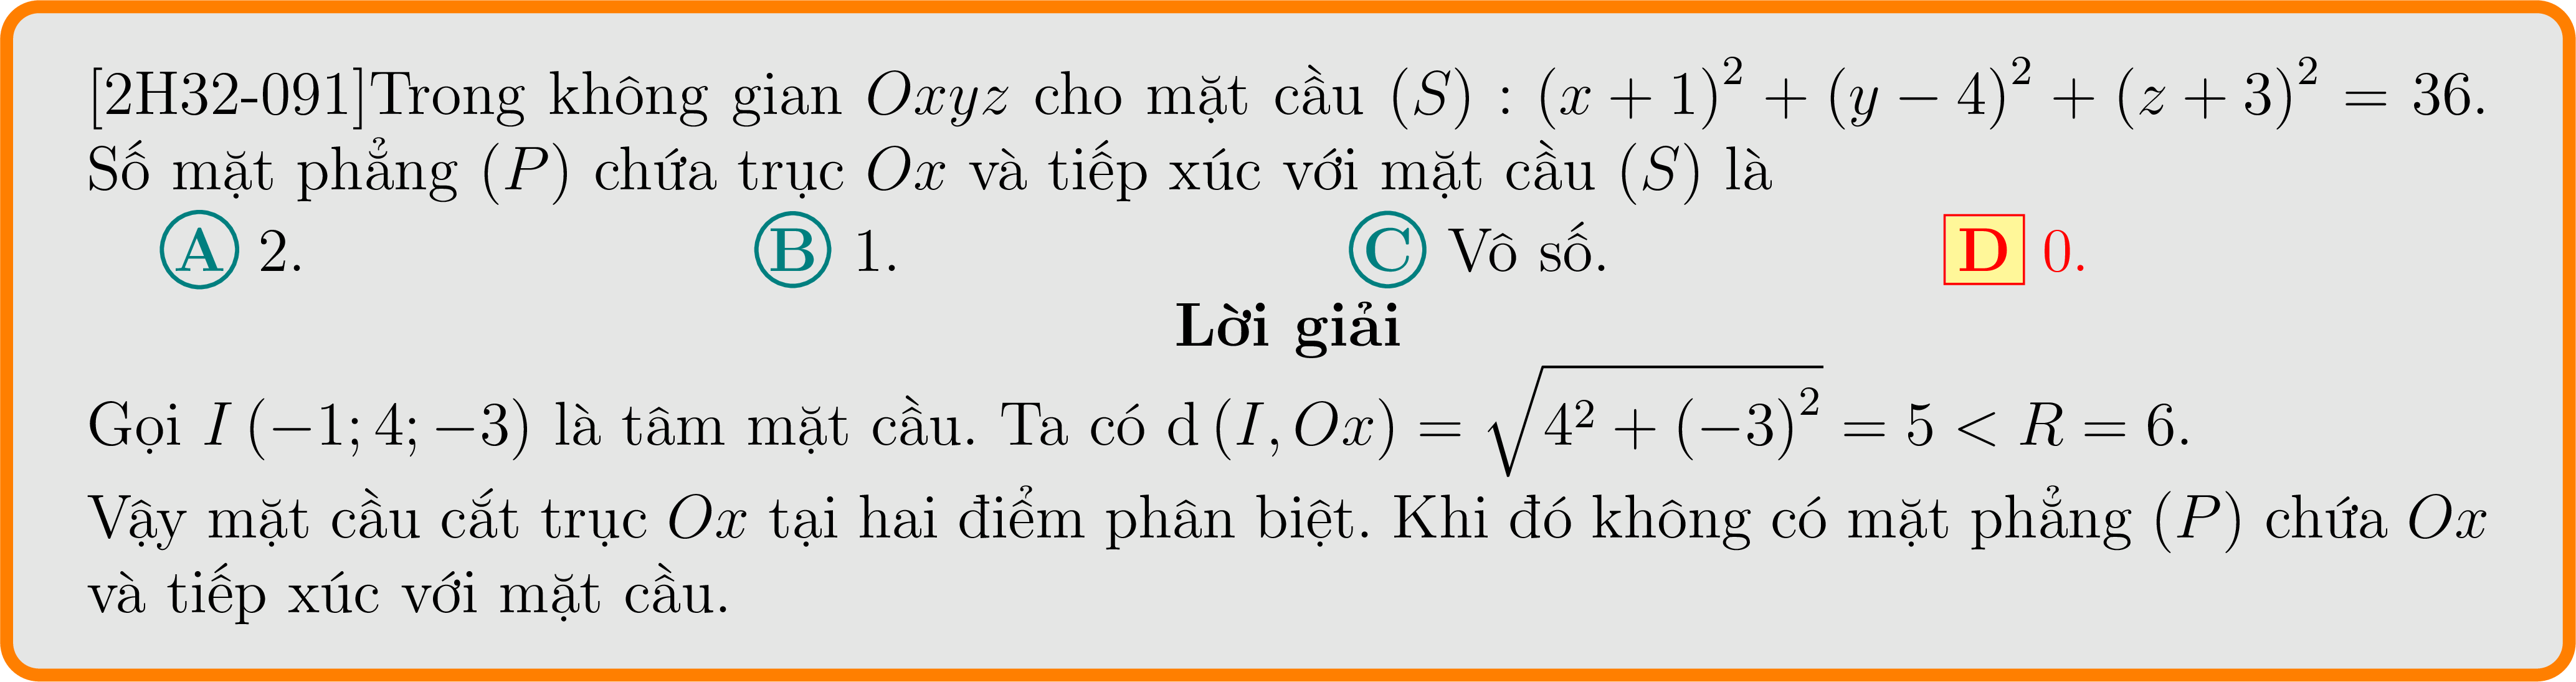 [2H32-091]Trong không gian Oxyz cho mặt cầu (S) : (x + 1)² + (y − 4)² + (z + 3)² = 36.
Số mặt phẳng (P) chứa trục Ox và tiếp xúc với mặt cầu (S) là
A 2. B 1. C Vô số. D 0.
Lời giải
Gọi I (−1; 4; −3) là tâm mặt cầu. Ta có d (I, Ox) = √(4² + (−3)²) = 5 < R = 6.
Vậy mặt cầu cắt trục Ox tại hai điểm phân biệt. Khi đó không có mặt phẳng (P) chứa Ox
và tiếp xúc với mặt cầu.